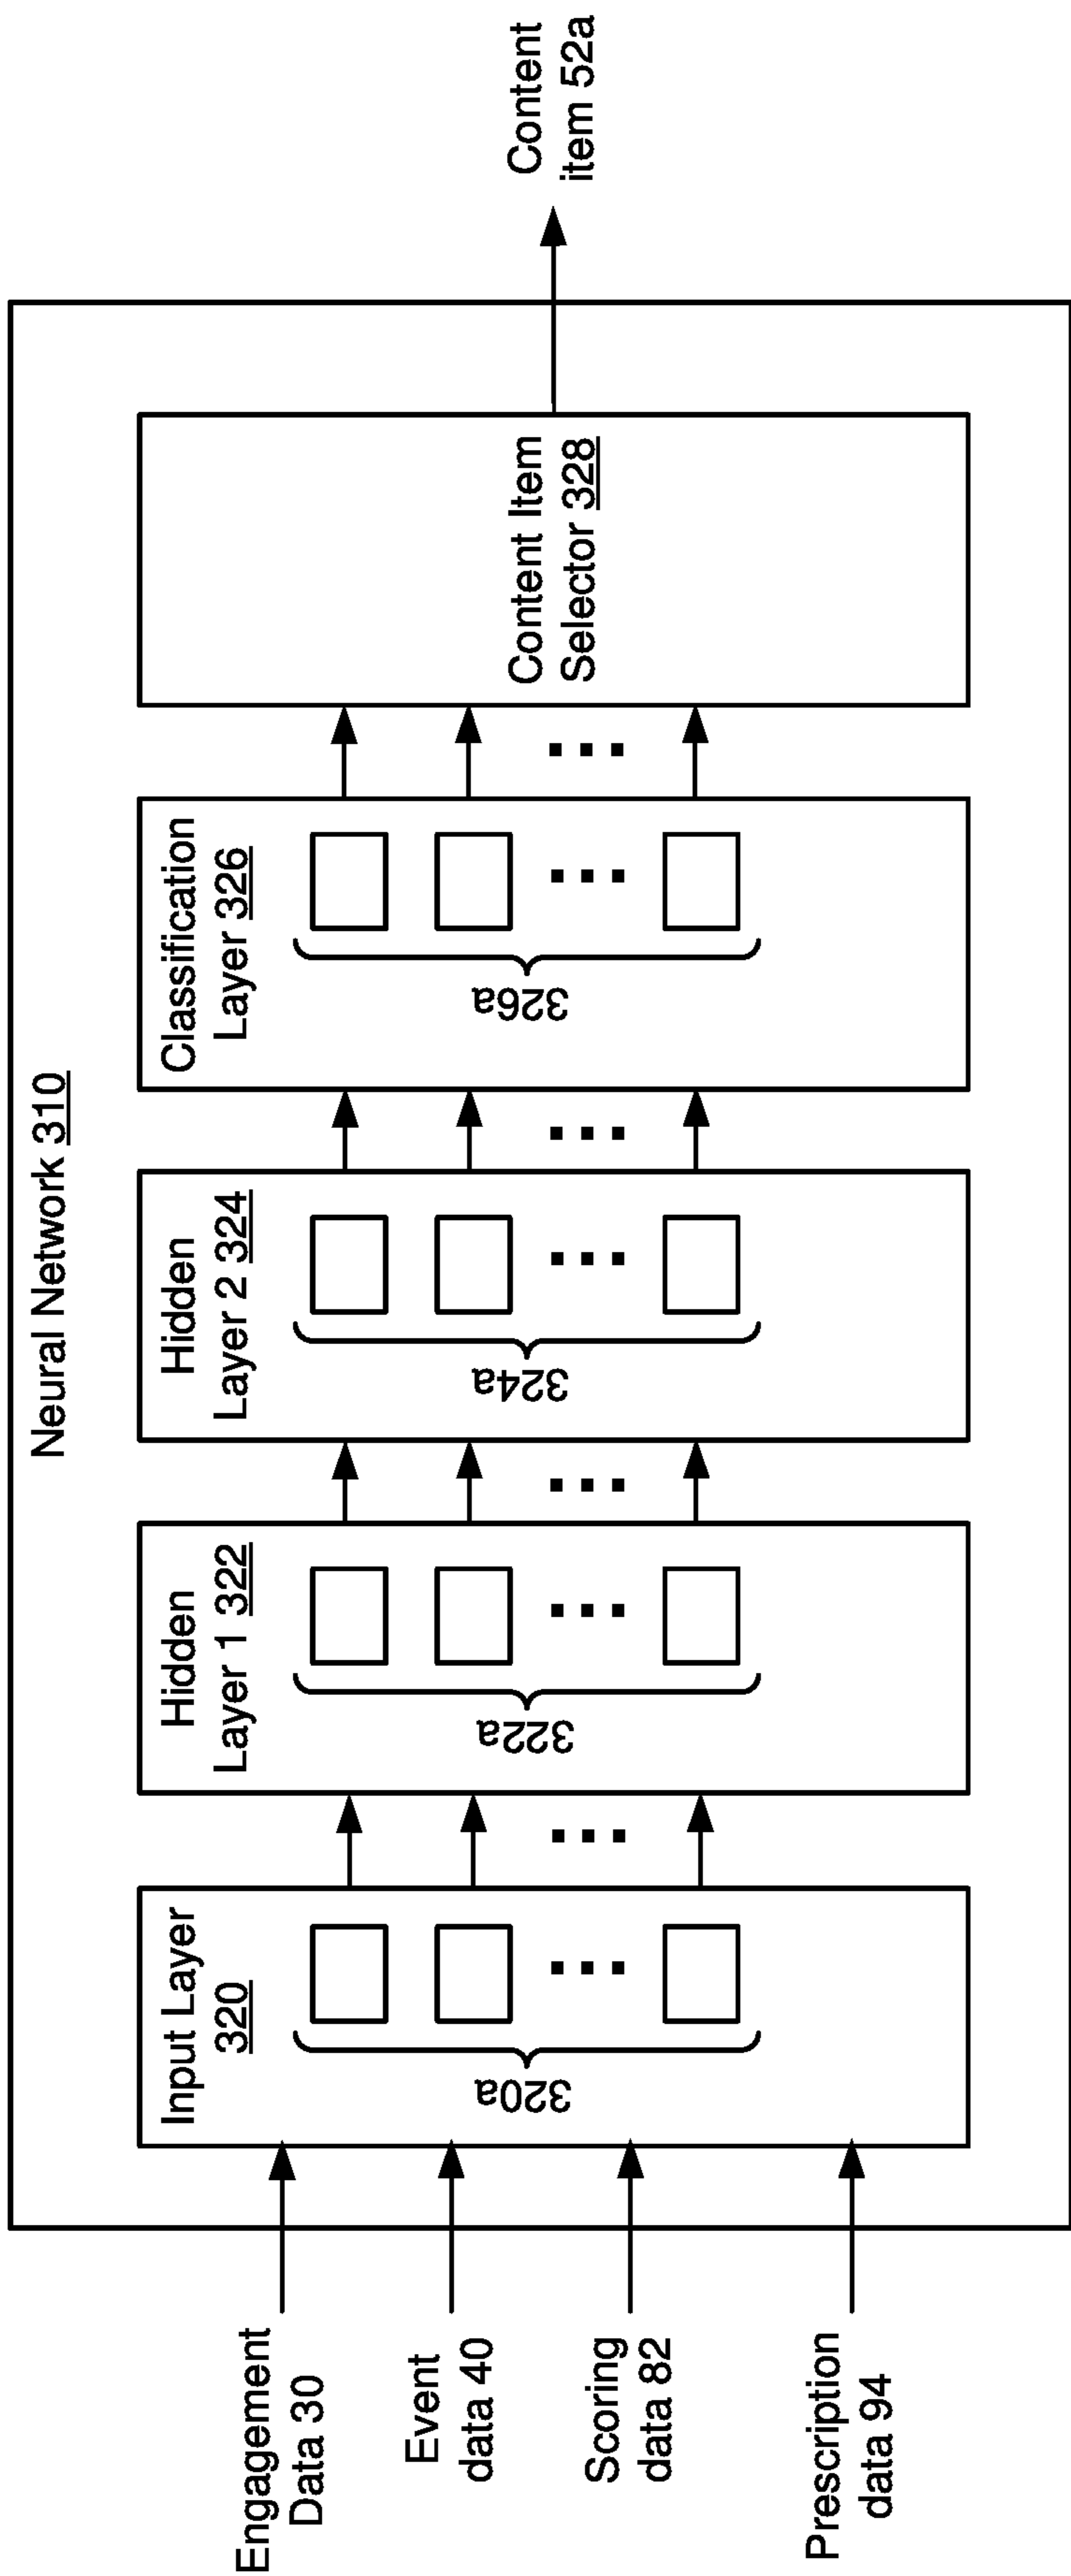 Neural Network 310
Engagement
Data 30
Event
data 40
Scoring
data 82
Prescription
data 94
Input Layer
320
320a
Hidden
Layer 1 322
322a
Hidden
Layer 2 324
324a
Classification
Layer 326
326a
Content Item
Selector 328
Content
item 52a